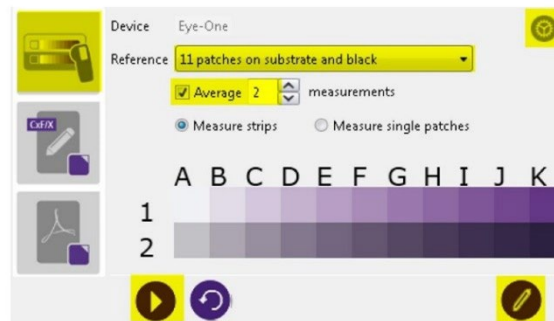 Device Eye-One
Reference 11 patches on substrate and black
Average 2 measurements
CxF/X
Measure strips Measure single patches
A B C D E F G H I J K
1
2